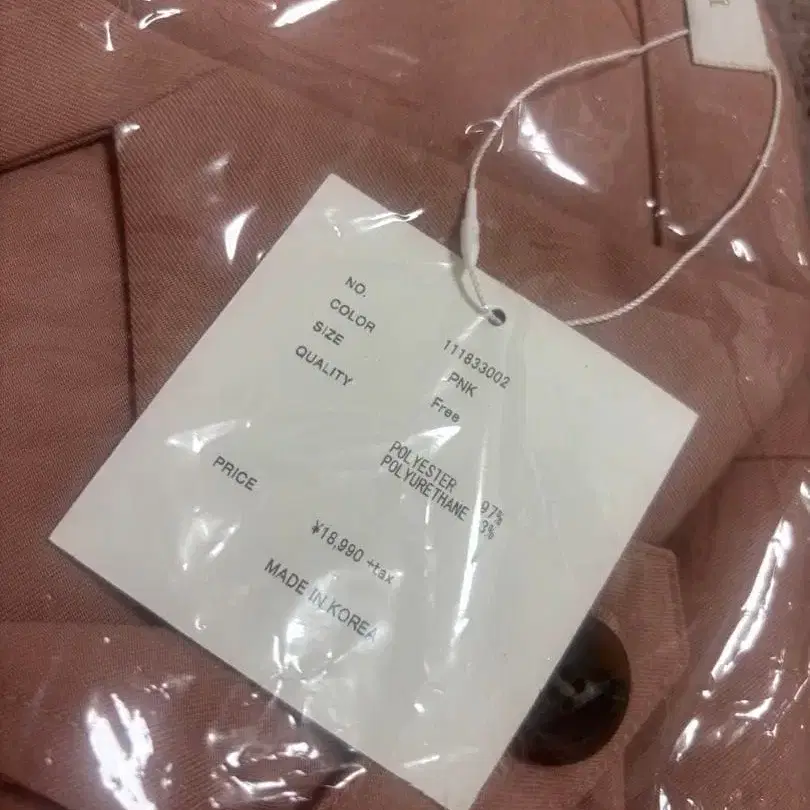 NO. 111833002
COLOR PNK
SIZE Free
QUALITY
POLYESTER 97%
POLYURETHANE 3%
PRICE
¥18,990 +tax
MADE IN KOREA